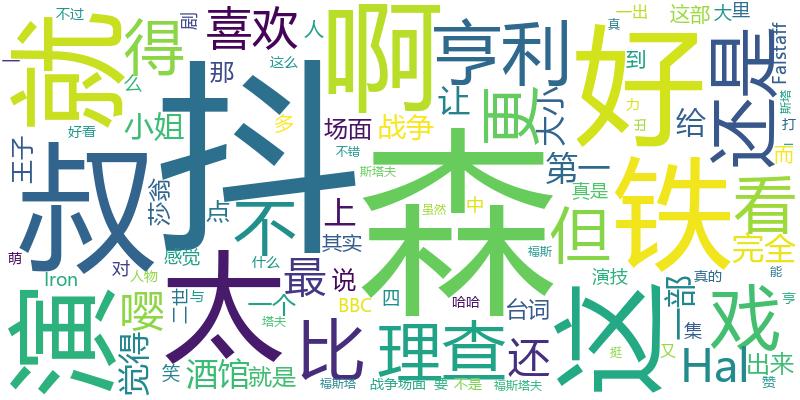 就
得
喜欢
副
人
啊
亨利
好
不过
一出
这部
大里
Falstaff
一
那
抖
这么
到
真
还是
么
小姐
多
场面
战争
让
更
大小
给
力
丑
斯塔
打
好看
不错
王子
叔
莎翁
点
不
斯塔夫
森
第一
真是
铁
而
看
上
虽然
中
但
完全
萌
对
Iron
人物
感觉
什么
太
最
说
其实
福斯
演技
真的
能
亨
演
嘤
二世
与
一个
塔夫
BBC
四
哈哈
台词
这
一部
集
戏
觉得
笑
酒馆
就是
比
理查
还
挺
又
Hal
出来
赞
福斯塔
战争场面
要
不是
福斯塔夫